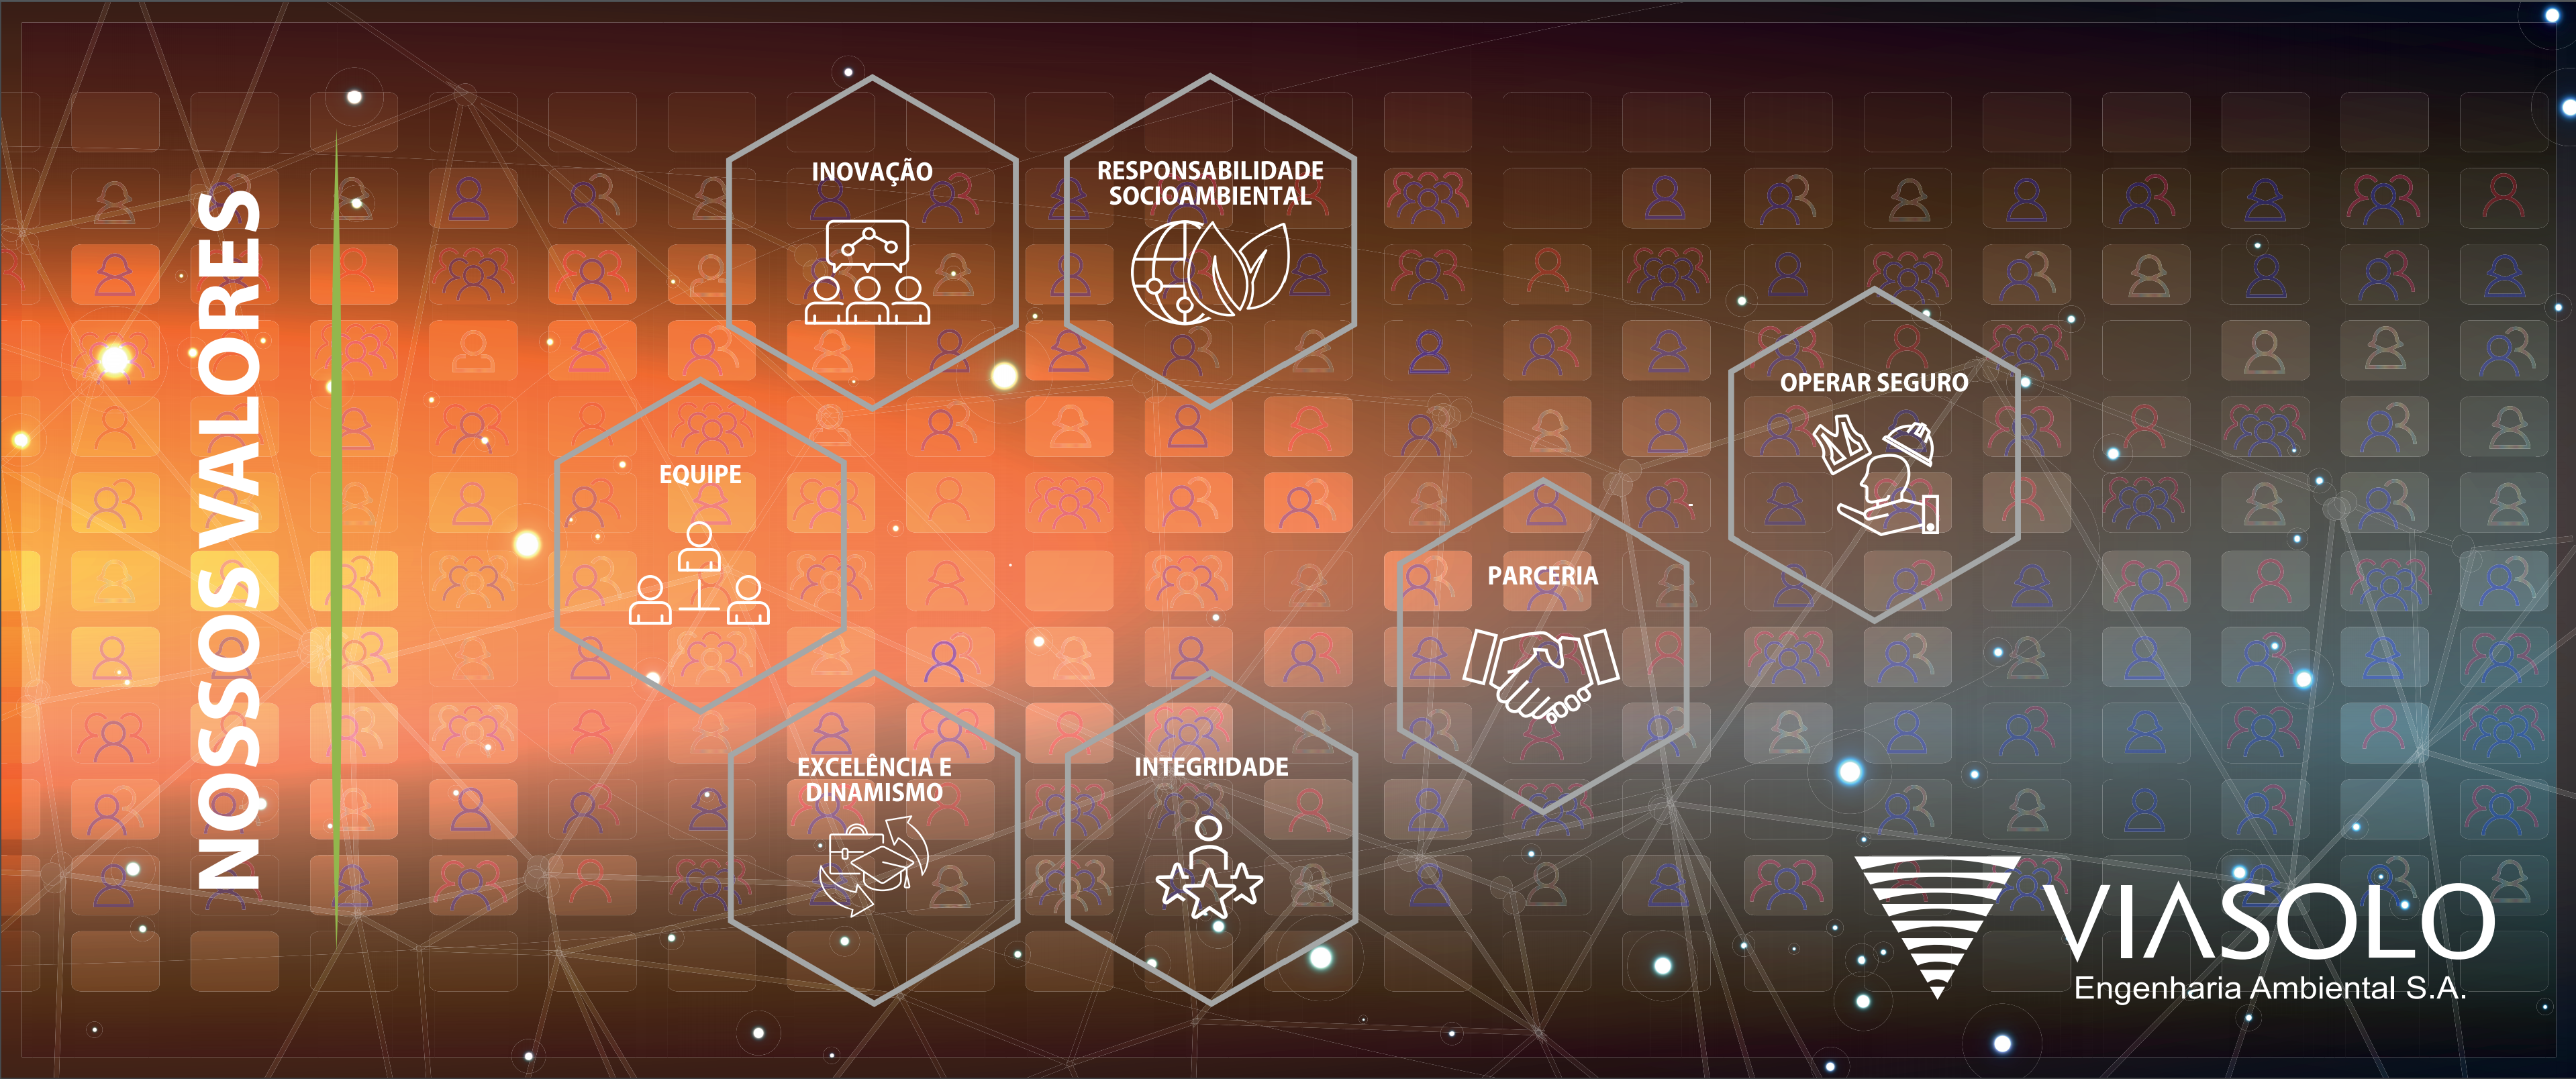 NOSSOS VALORES
INOVAÇÃO
RESPONSABILIDADE
SOCIOAMBIENTAL
OPERAR SEGURO
EQUIPE
PARCERIA
EXCELÊNCIA E
DINAMISMO
INTEGRIDADE
VIASOLO
Engenharia Ambiental S.A.